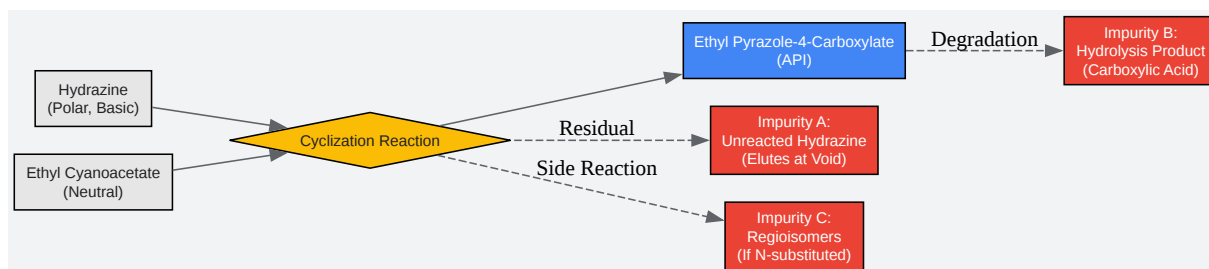 Hydrazine
(Polar, Basic)
Ethyl Cyanoacetate
(Neutral)
Cyclization Reaction
Ethyl Pyrazole-4-Carboxylate
(API)
Degradation
Impurity B:
Hydrolysis Product
(Carboxylic Acid)
Residual
Impurity A:
Unreacted Hydrazine
(Elutes at Void)
Side Reaction
Impurity C:
Regioisomers
(If N-substituted)